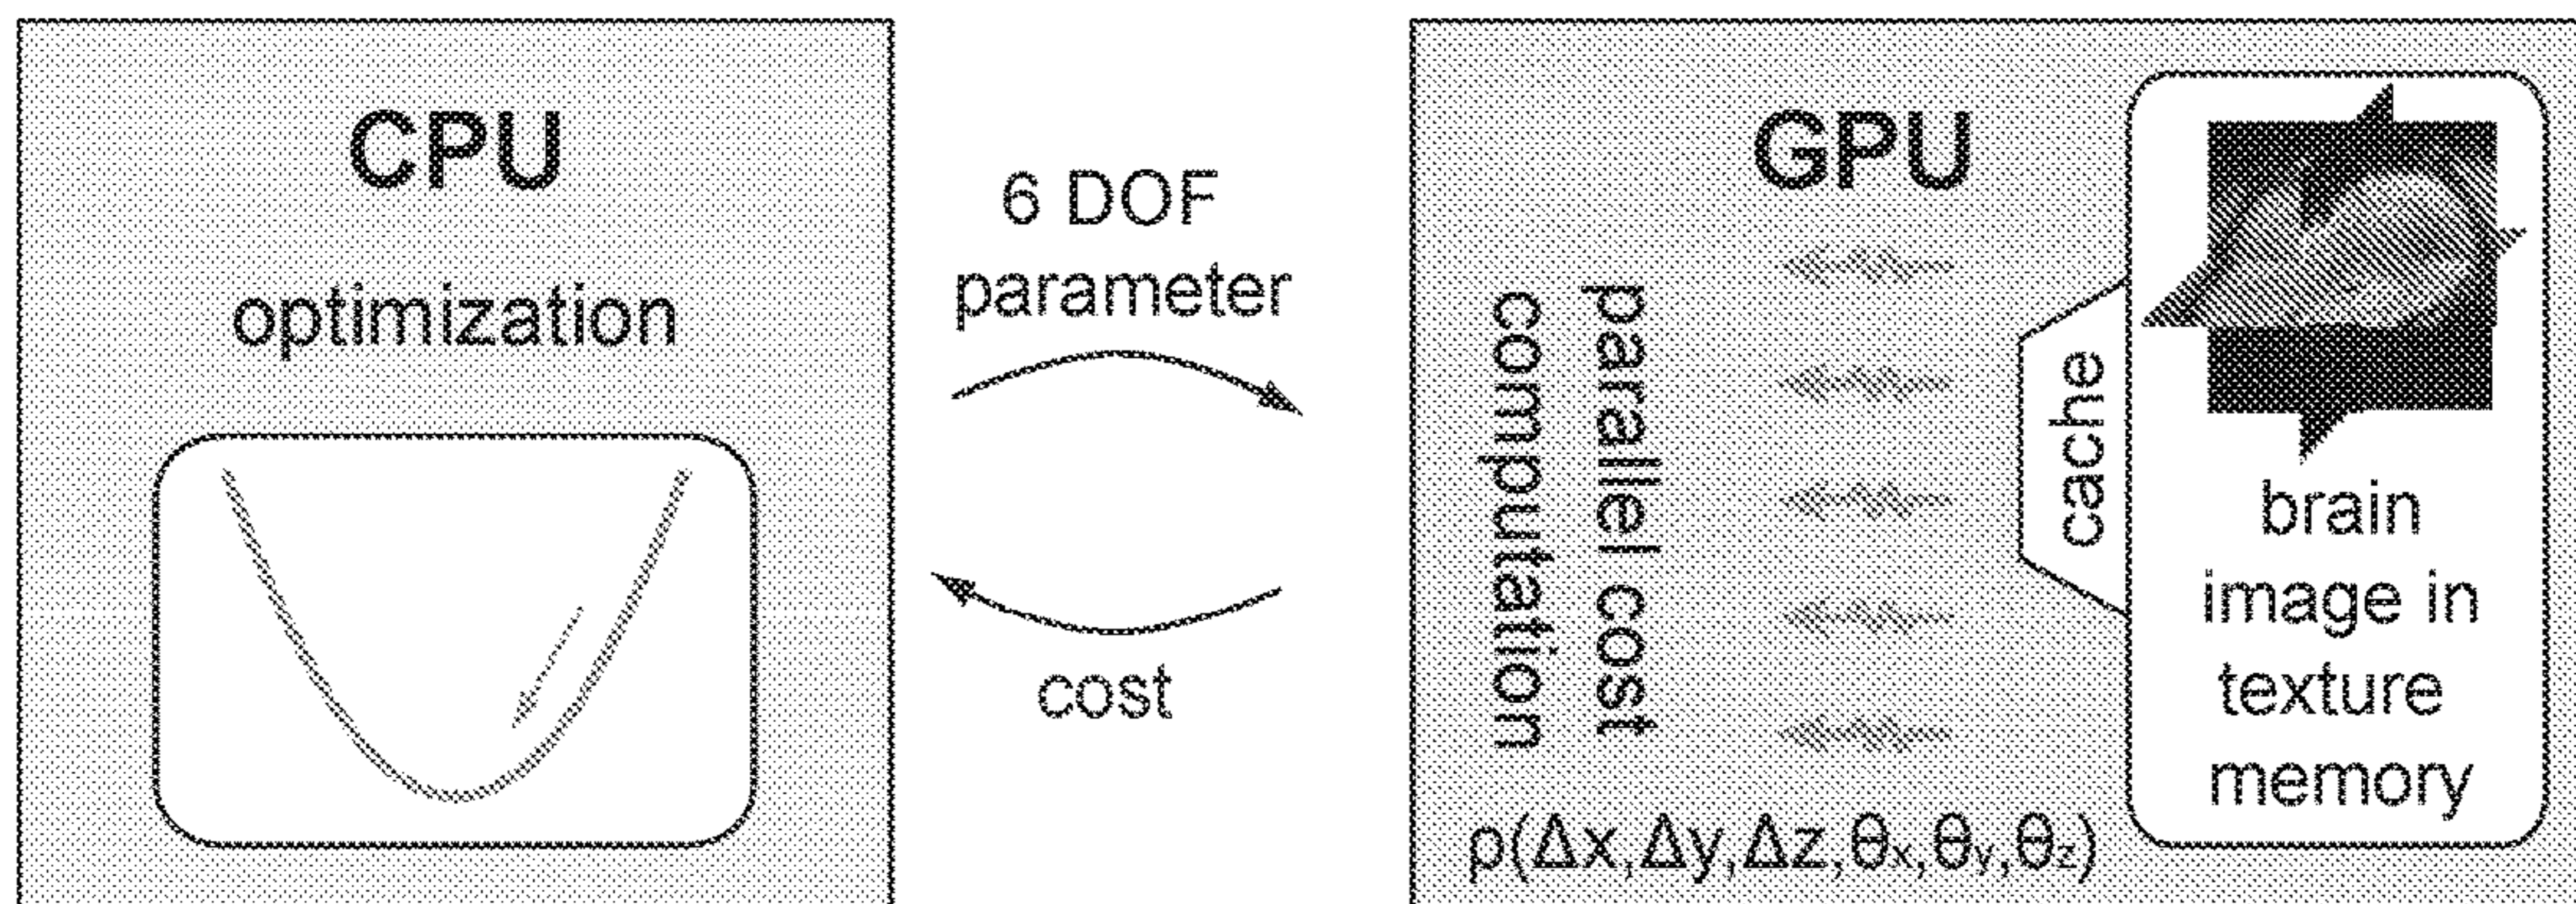 CPU
optimization
6 DOF
parameter
cost
GPU
parallel cost
computation
cache
brain
image in
texture
memory
ρ(Δx,Δy,Δz,θx,θy,θz)